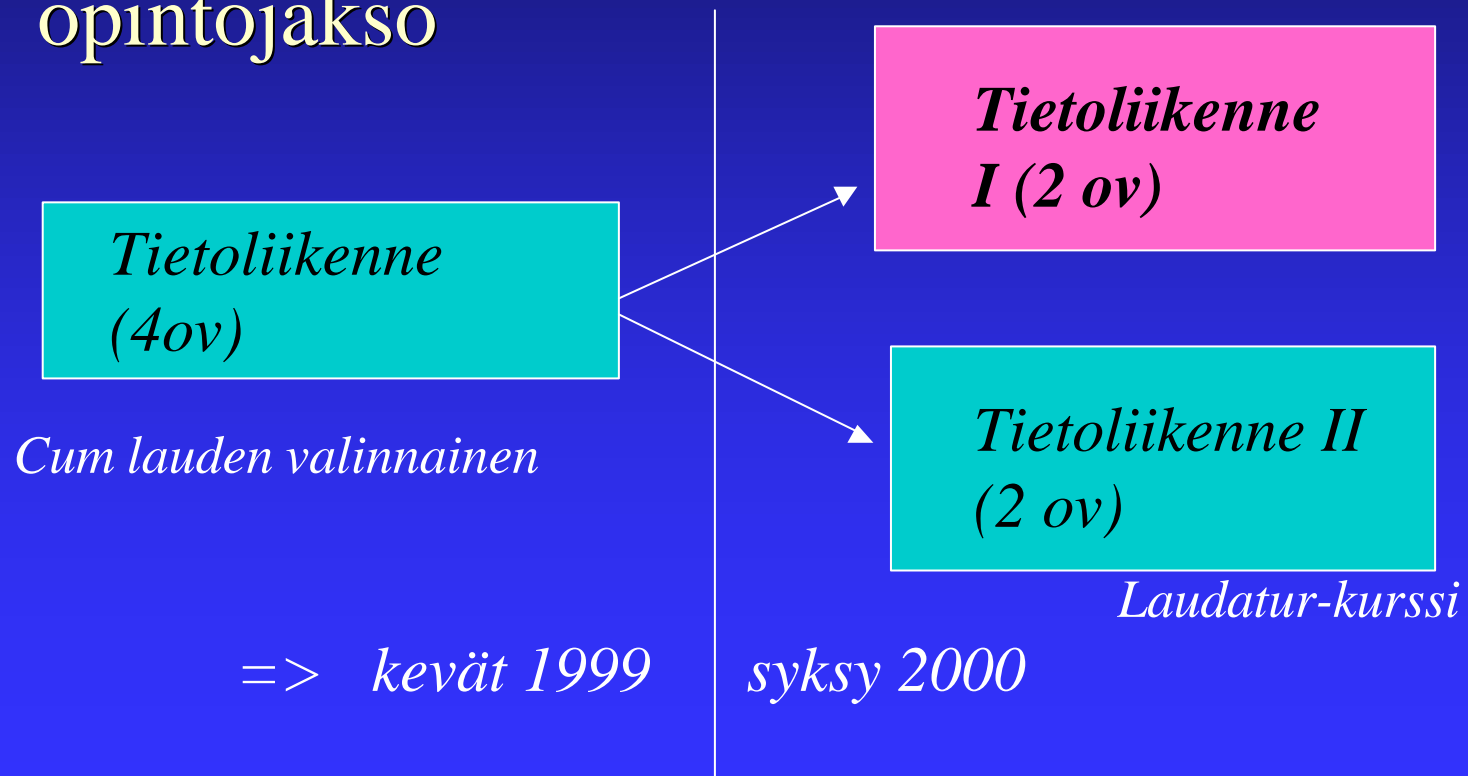 opintojakso
Tietoliikenne
(4ov)
Cum lauden valinnainen
Tietoliikenne
I (2 ov)
Tietoliikenne II
(2 ov)
Laudatur-kurssi
=> kevät 1999
syksy 2000